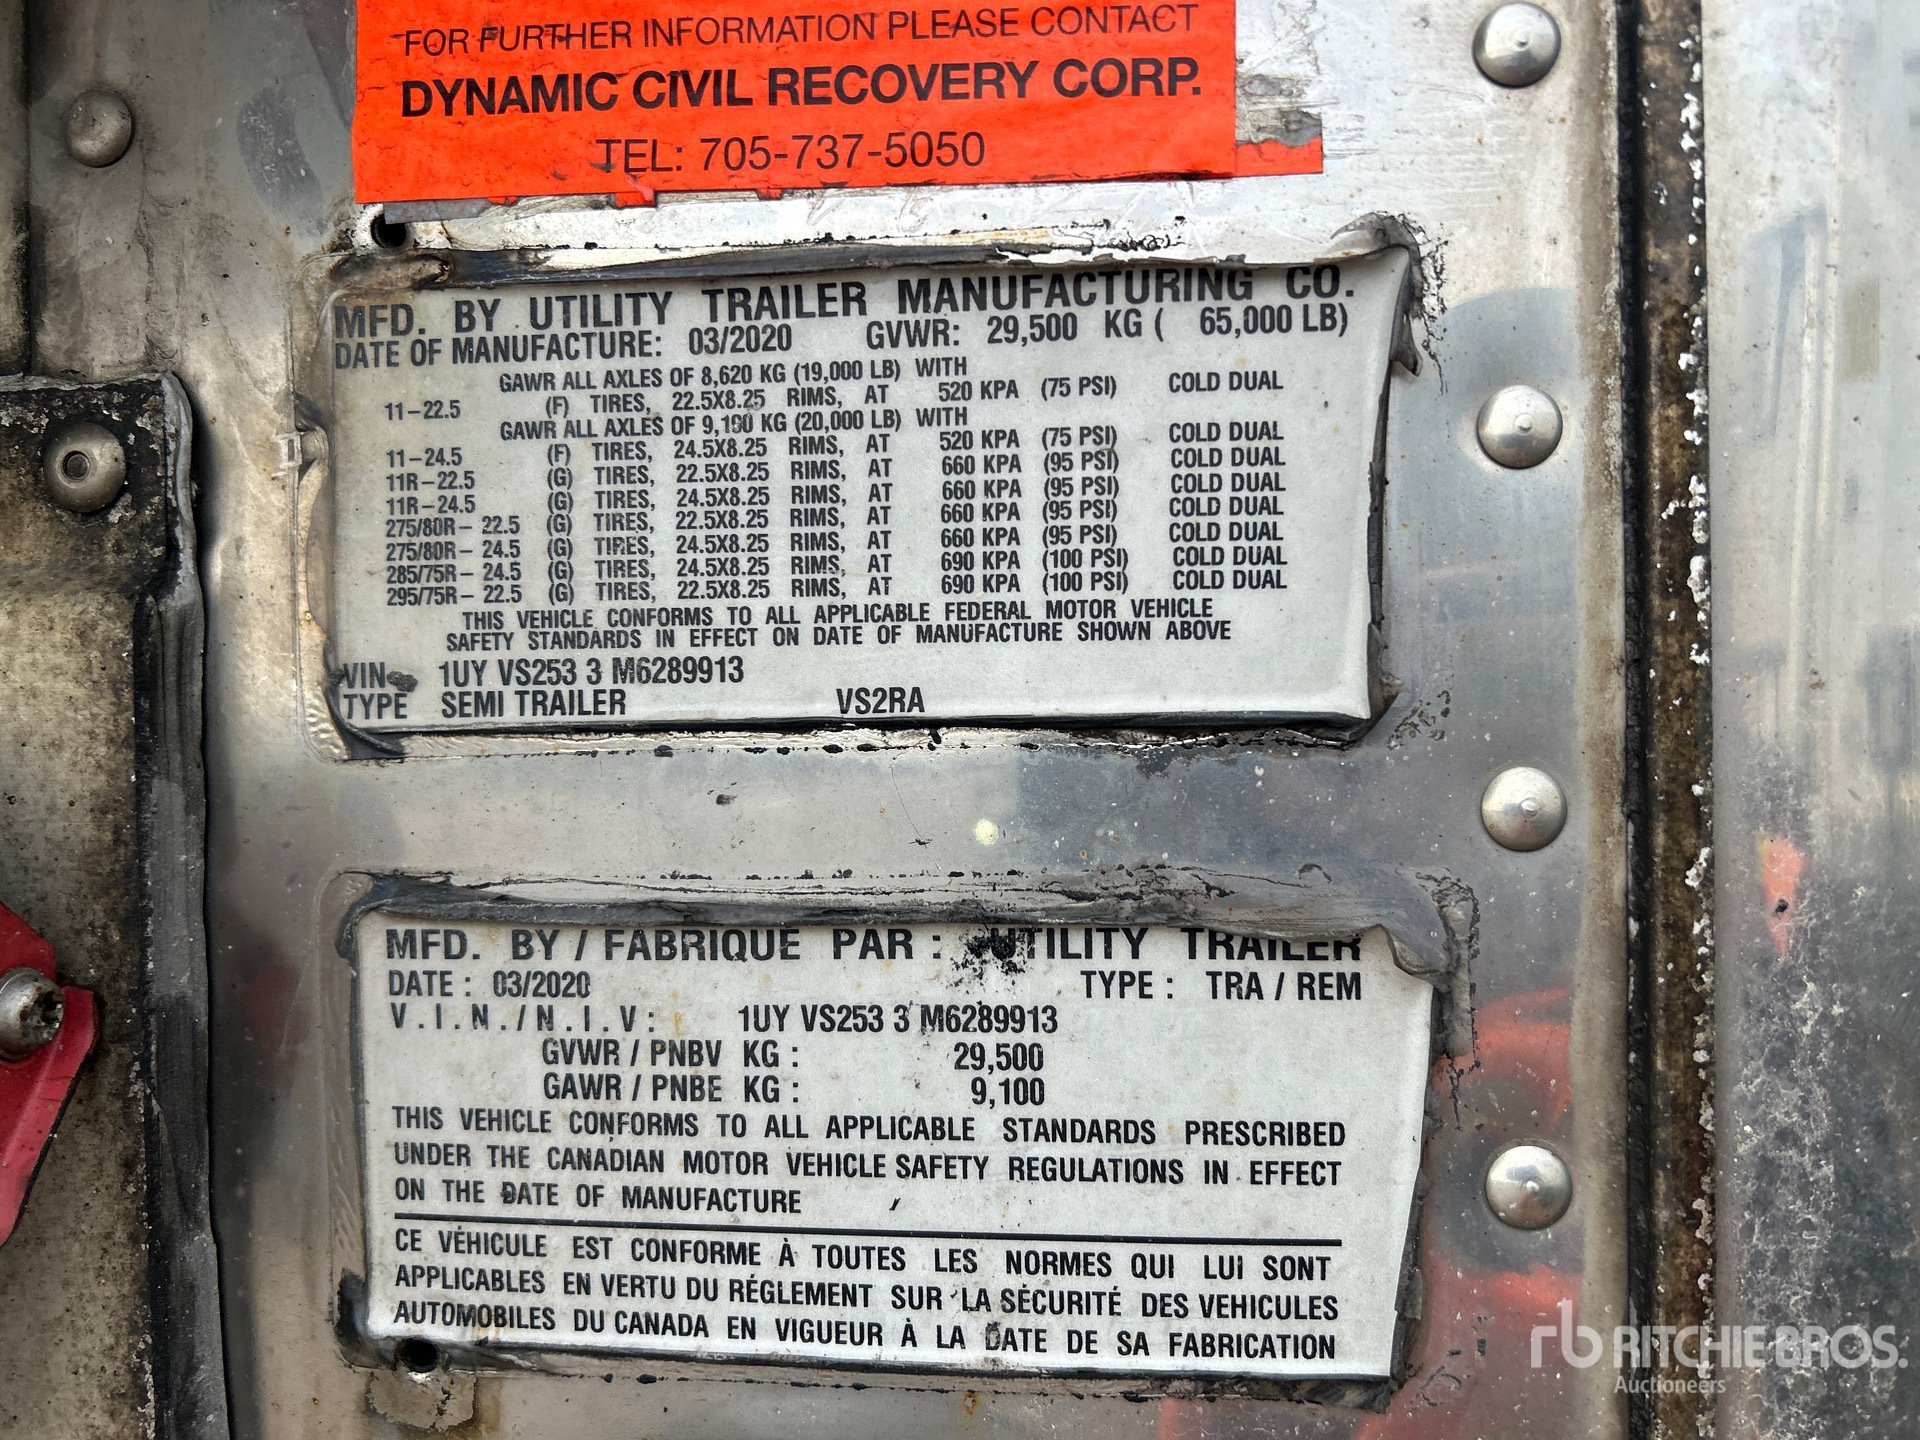 FOR FURTHER INFORMATION PLEASE CONTACT
DYNAMIC CIVIL RECOVERY CORP.
TEL: 705-737-5050
MFD. BY UTILITY TRAILER MANUFACTURING CO.
DATE OF MANUFACTURE: 03/2020 GVWR: 29,500 KG ( 65,000 LB)
GAWR ALL AXLES OF 8,620 KG (19,000 LB) WITH
11-22.5 (F) TIRES, 22.5X8.25 RIMS, AT 520 KPA (75 PSI) COLD DUAL
GAWR ALL AXLES OF 9,100 KG (20,000 LB) WITH
11-24.5 (F) TIRES, 24.5X8.25 RIMS, AT 520 KPA (75 PSI) COLD DUAL
11R-22.5 (G) TIRES, 22.5X8.25 RIMS, AT 660 KPA (95 PSI) COLD DUAL
11R-24.5 (G) TIRES, 24.5X8.25 RIMS, AT 660 KPA (95 PSI) COLD DUAL
275/80R-22.5 (G) TIRES, 22.5X8.25 RIMS, AT 660 KPA (95 PSI) COLD DUAL
275/80R-24.5 (G) TIRES, 24.5X8.25 RIMS, AT 660 KPA (95 PSI) COLD DUAL
285/75R-24.5 (G) TIRES, 24.5X8.25 RIMS, AT 690 KPA (100 PSI) COLD DUAL
295/75R-22.5 (G) TIRES, 22.5X8.25 RIMS, AT 690 KPA (100 PSI) COLD DUAL
THIS VEHICLE CONFORMS TO ALL APPLICABLE FEDERAL MOTOR VEHICLE
SAFETY STANDARDS IN EFFECT ON DATE OF MANUFACTURE SHOWN ABOVE
VIN 1UY VS253 3 M6289913
TYPE SEMI TRAILER VS2RA
MFD. BY / FABRIQUE PAR : UTILITY TRAILER
DATE : 03/2020 TYPE : TRA / REM
V.I.N./N.I.V: 1UY VS253 3 M6289913
GVWR / PNBV KG : 29,500
GAWR / PNBE KG : 9,100
THIS VEHICLE CONFORMS TO ALL APPLICABLE STANDARDS PRESCRIBED
UNDER THE CANADIAN MOTOR VEHICLE SAFETY REGULATIONS IN EFFECT
ON THE DATE OF MANUFACTURE
CE VÉHICULE EST CONFORME À TOUTES LES NORMES QUI LUI SONT
APPLICABLES EN VERTU DU RÉGLEMENT SUR LA SÉCURITÉ DES VEHICULES
AUTOMOBILES DU CANADA EN VIGUEUR À LA DATE DE SA FABRICATION
rb RITCHIE BROS.
Auctioneers